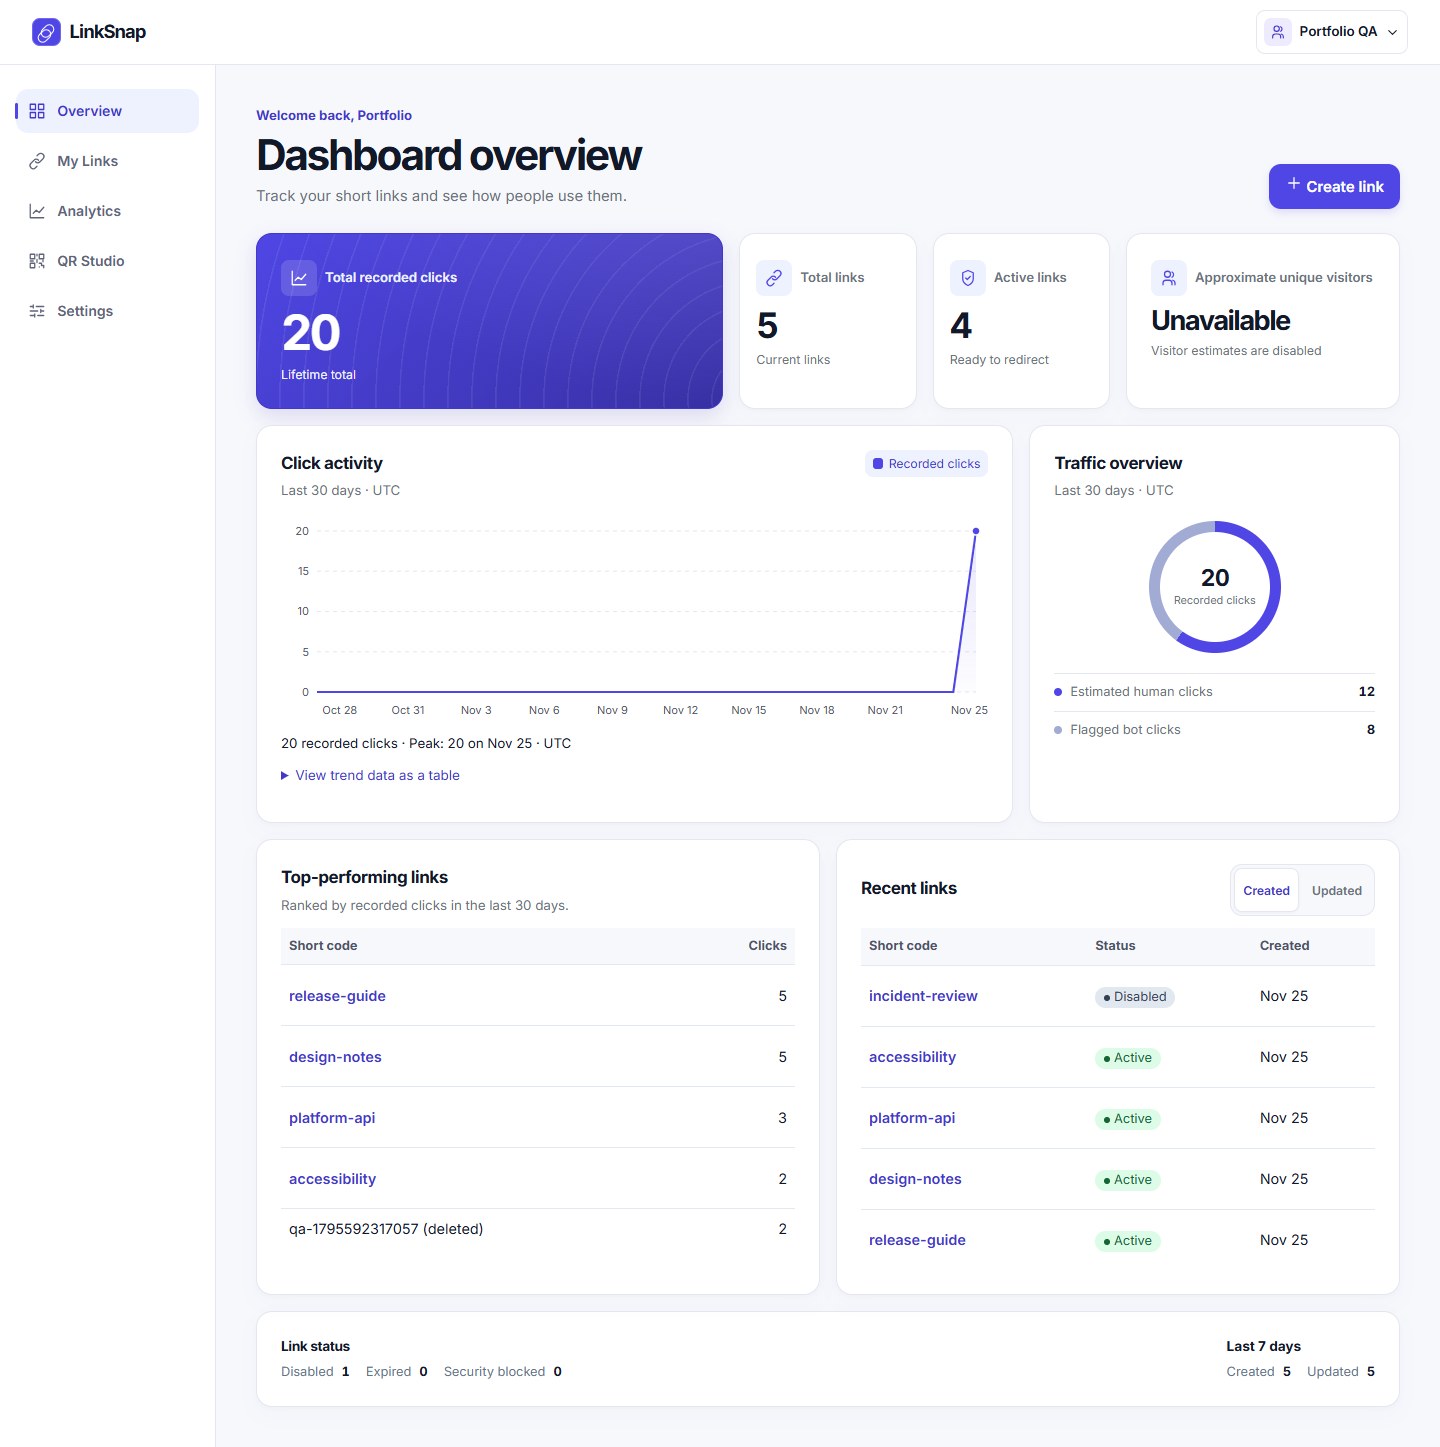 LinkSnap
Portfolio QA
Overview
My Links
Analytics
QR Studio
Settings
Welcome back, Portfolio
Dashboard overview
Track your short links and see how people use them.
Create link
Total recorded clicks
20
Lifetime total
Total links
5
Current links
Active links
4
Ready to redirect
Approximate unique visitors
Unavailable
Visitor estimates are disabled
Click activity
Last 30 days · UTC
Recorded clicks
20
15
10
5
0
Oct 28 Oct 31 Nov 3 Nov 6 Nov 9 Nov 12 Nov 15 Nov 18 Nov 21 Nov 25
20 recorded clicks · Peak: 20 on Nov 25 · UTC
View trend data as a table
Traffic overview
Last 30 days · UTC
20
Recorded clicks
Estimated human clicks 12
Flagged bot clicks 8
Top-performing links
Ranked by recorded clicks in the last 30 days.
Short code Clicks
release-guide 5
design-notes 5
platform-api 3
accessibility 2
qa-1795592317057 (deleted) 2
Recent links
Created Updated
Short code Status Created
incident-review Disabled Nov 25
accessibility Active Nov 25
platform-api Active Nov 25
design-notes Active Nov 25
release-guide Active Nov 25
Link status
Disabled 1 Expired 0 Security blocked 0
Last 7 days
Created 5 Updated 5